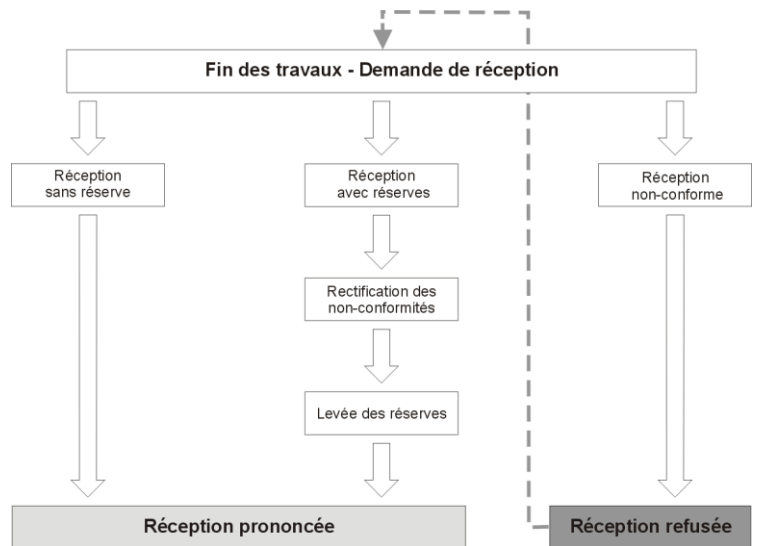 Fin des travaux - Demande de réception
Réception
sans réserve
Réception
avec réserves
Réception
non-conforme
Rectification des
non-conformités
Levée des réserves
Réception prononcée
Réception refusée